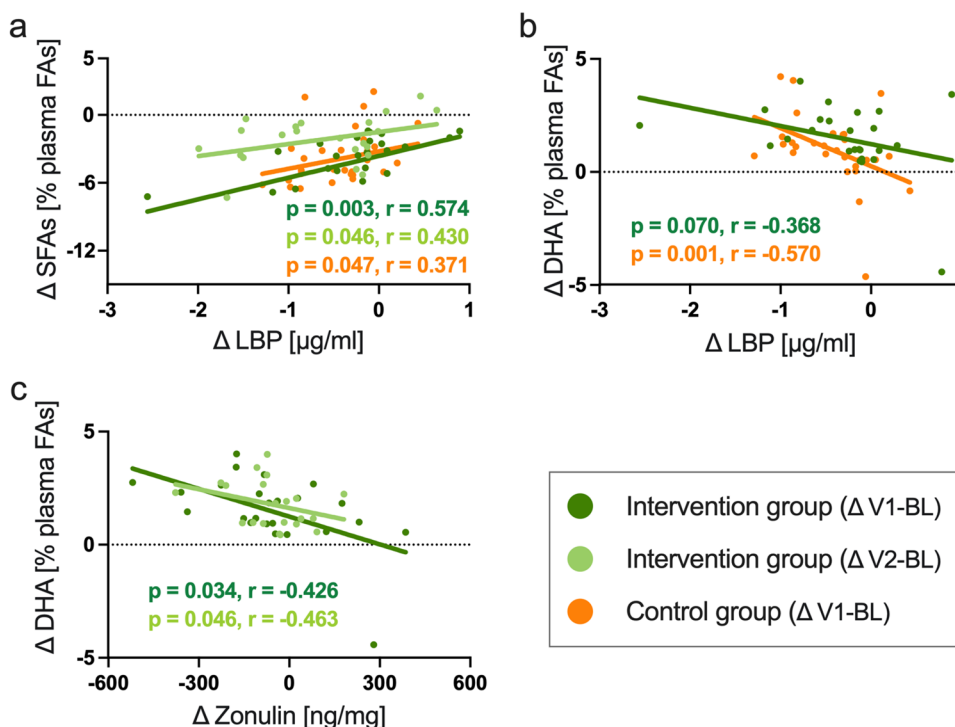 a
Δ SFAs [% plasma FAs]
5
0
-6
-12
p = 0.003, r = 0.574
p = 0.046, r = 0.430
p = 0.047, r = 0.371
-3
-2
-1
0
1
Δ LBP [µg/ml]
b
Δ DHA [% plasma FAs]
5
0
-5
p = 0.070, r = -0.368
p = 0.001, r = -0.570
-3
-2
-1
0
Δ LBP [µg/ml]
c
Δ DHA [% plasma FAs]
5
0
-5
p = 0.034, r = -0.426
p = 0.046, r = -0.463
-600
-300
0
300
600
Δ Zonulin [ng/mg]
Intervention group (Δ V1-BL)
Intervention group (Δ V2-BL)
Control group (Δ V1-BL)